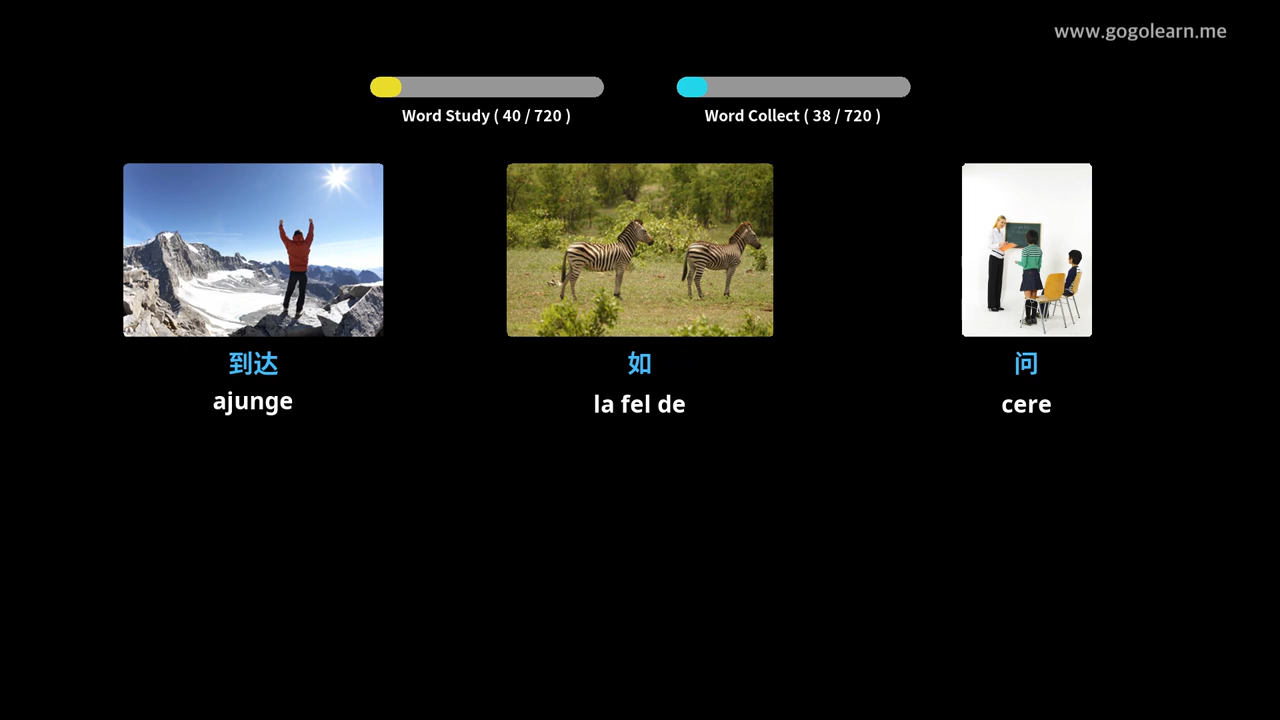 www.gogolearn.me
Word Study ( 40 / 720 )
Word Collect ( 38 / 720 )
到达
ajunge
如
la fel de
问
cere